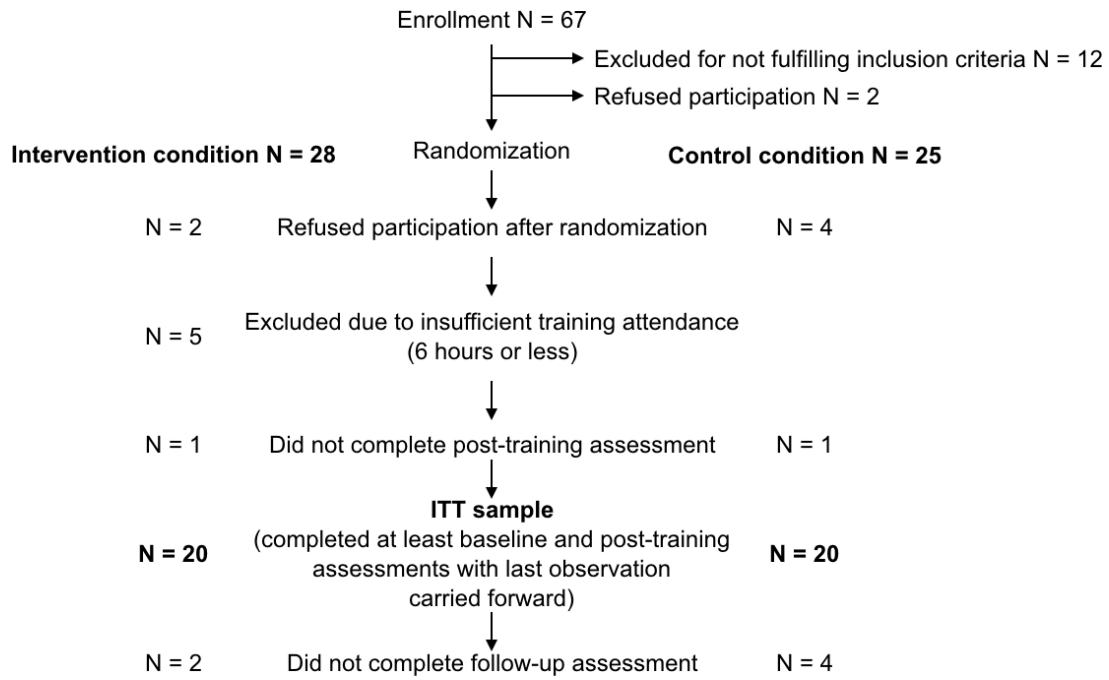 Enrollment N = 67
Excluded for not fulfilling inclusion criteria N = 12
Refused participation N = 2
Intervention condition N = 28
Randomization
Control condition N = 25
N = 2
Refused participation after randomization
N = 4
N = 5
Excluded due to insufficient training attendance
(6 hours or less)
N = 1
Did not complete post-training assessment
N = 1
ITT sample
(completed at least baseline and post-training
N = 20
N = 20
assessments with last observation
carried forward)
N = 2
Did not complete follow-up assessment
N = 4